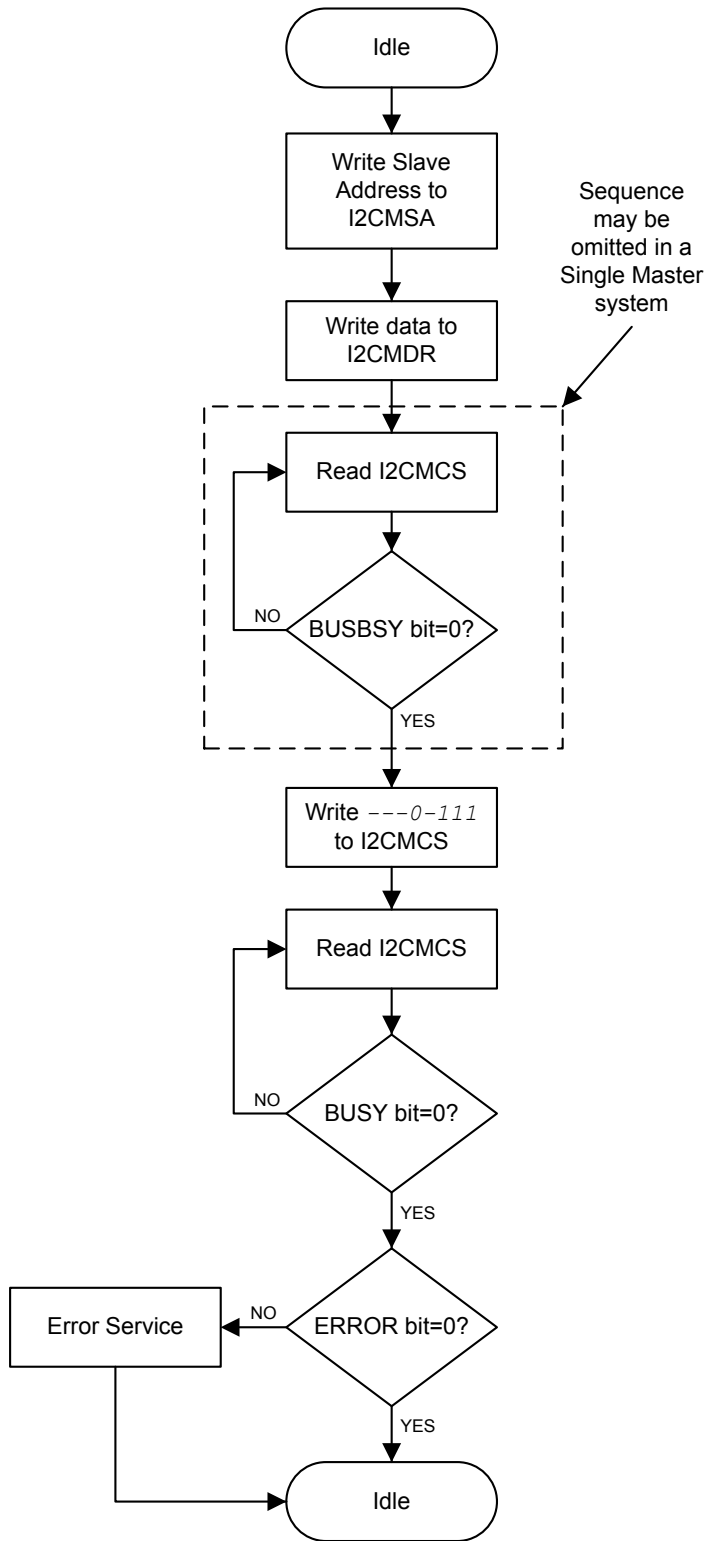 Idle
Write Slave
Address to
I2CMSA
Sequence
may be
omitted in a
Single Master
system
Write data to
I2CMDR
Read I2CMCS
NO
BUSBSY bit=0?
YES
Write ---0-111
to I2CMCS
Read I2CMCS
NO
BUSY bit=0?
YES
Error Service
NO
ERROR bit=0?
YES
Idle